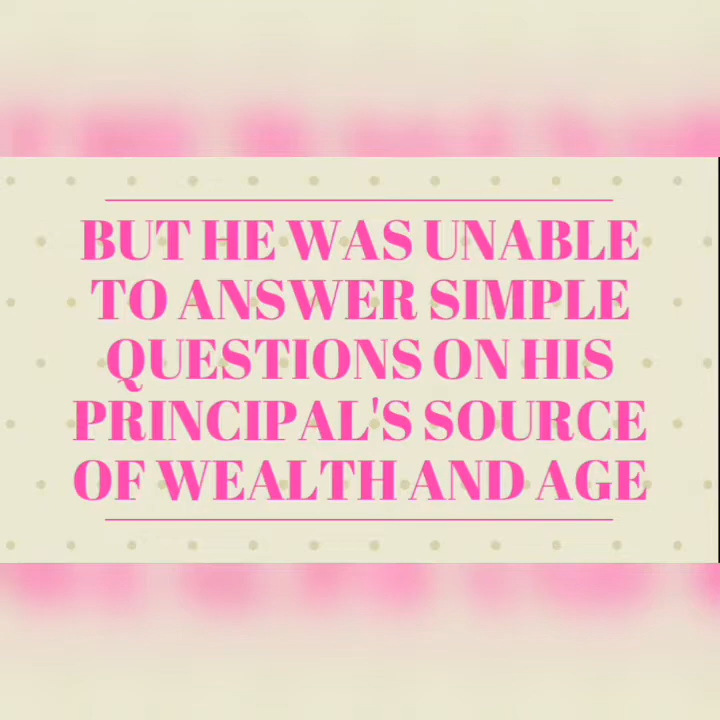 BUT HE WAS UNABLE
TO ANSWER SIMPLE
QUESTIONS ON HIS
PRINCIPAL'S SOURCE
OF WEALTH AND AGE